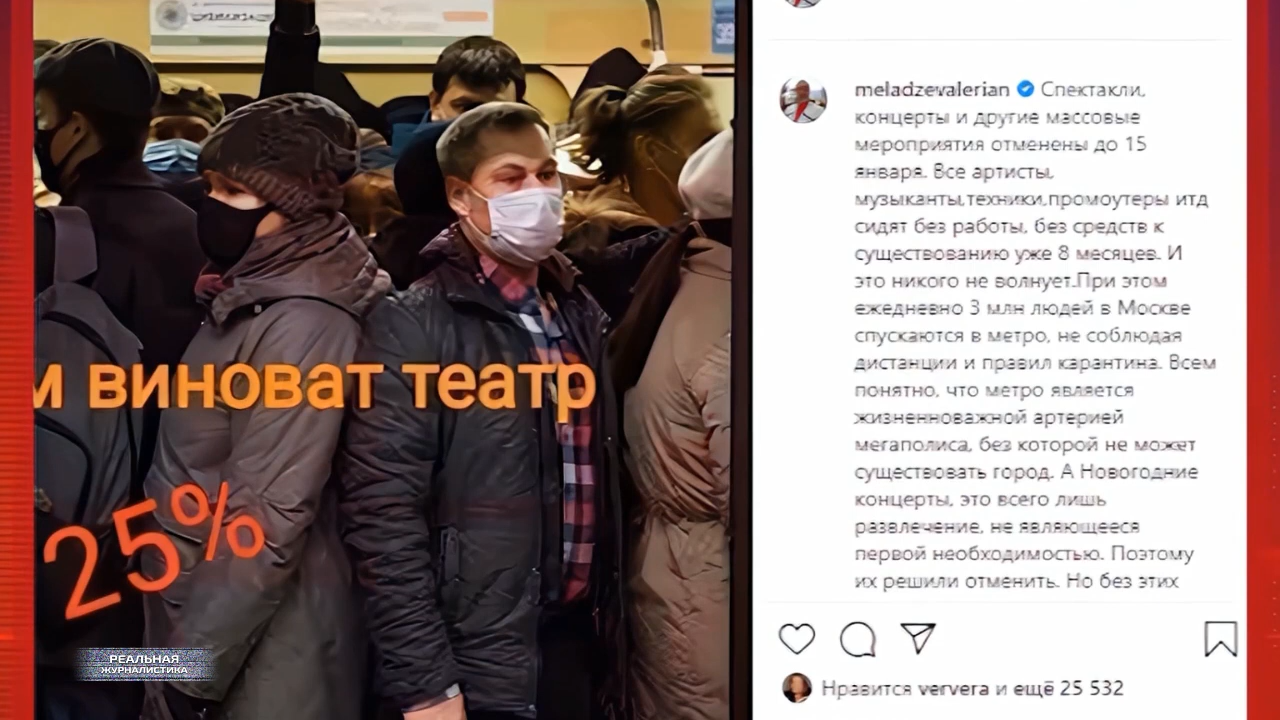 м виноват театр
25%
РЕАЛЬНАЯ
ЖУРНАЛИСТИКА
meladzevalerian Спектакли,
концерты и другие массовые
мероприятия отменены до 15
января. Все артисты,
музыканты,техники,промоутеры итд
сидят без работы, без средств к
существованию уже 8 месяцев. И
это никого не волнует.При этом
ежедневно 3 млн людей в Москве
спускаются в метро, не соблюдая
дистанции и правил карантина. Всем
понятно, что метро является
жизненноважной артерией
мегаполиса, без которой не может
существовать город. А Новогодние
концерты, это всего лишь
развлечение, не являющееся
первой необходимостью. Поэтому
их решили отменить. Но без этих
Нравится ververa и ещё 25 532